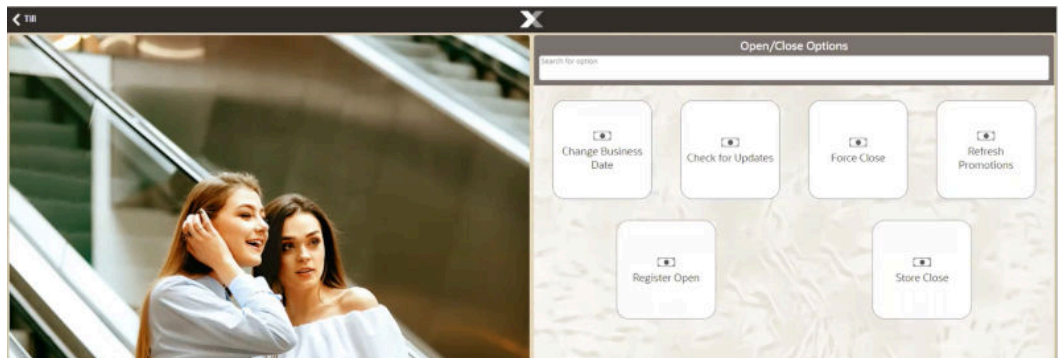 Till
Open/Close Options
Search for option
Change Business
Date
Check for Updates
Force Close
Refresh
Promotions
Register Open
Store Close